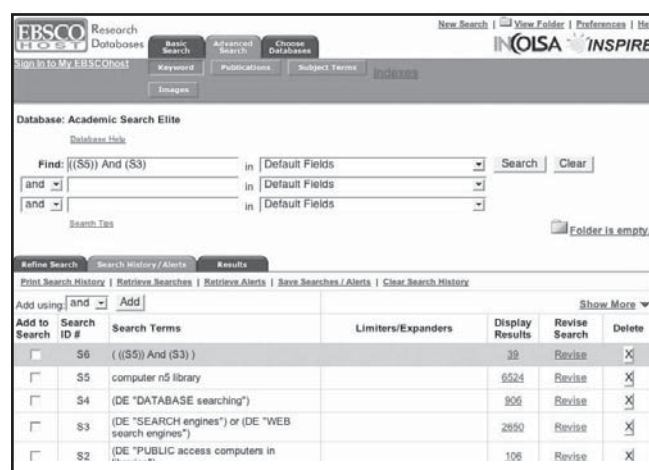 New Search | View Folder | Preferences | He
EBSCO HOST Research Databases
Basic Search Advanced Search Choose Databases
INCOLSA INSPIRE
Sign In to My EBSCOhost Keyword Publications Subject Terms Indexes
Images
Database: Academic Search Elite
Database Help
Find: ((S5)) And (S3) in Default Fields Search Clear
and in Default Fields
and in Default Fields
Search Tips
Folder is empty.
Refine Search Search History/Alerts Results
Print Search History | Retrieve Searches | Retrieve Alerts | Save Searches / Alerts | Clear Search History
Add using: and Add Show More
Add to Search Search ID # Search Terms Limiters/Expanders Display Results Revise Search Delete
S6 ( ((S5)) And (S3) ) 39 Revise X
S5 computer n5 library 6524 Revise X
S4 (DE "DATABASE searching") 906 Revise X
S3 (DE "SEARCH engines") or (DE "WEB search engines") 2650 Revise X
S2 (DE "PUBLIC access computers in 106 Revise X